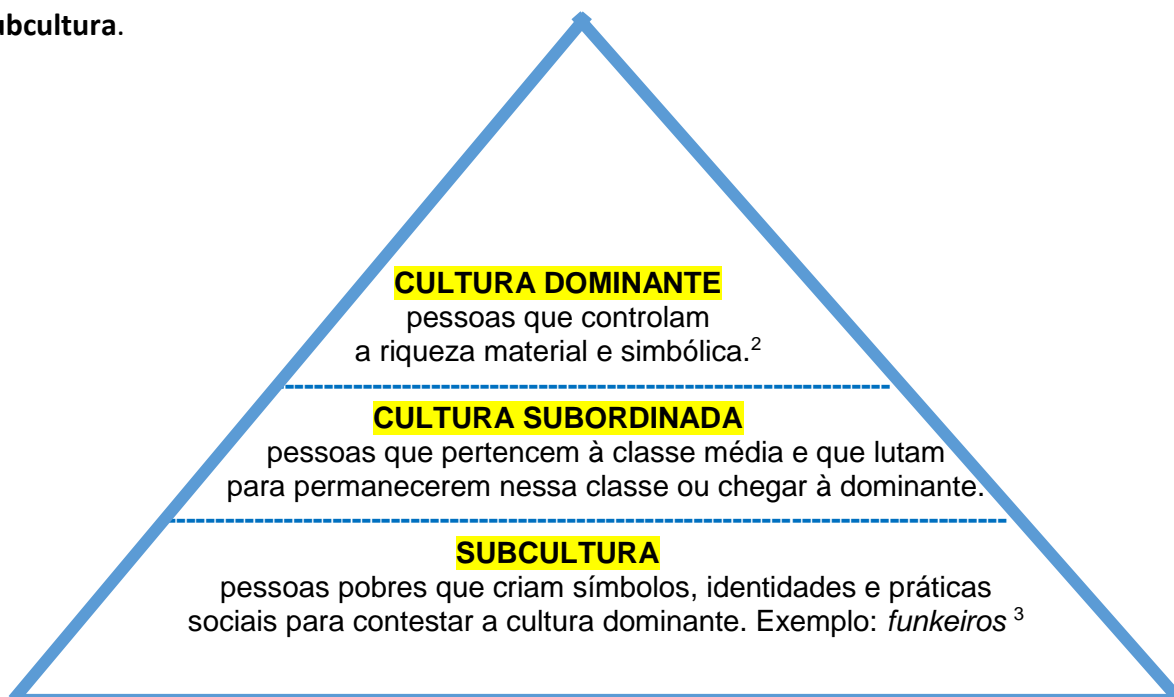 ubcultura.
CULTURA DOMINANTE
pessoas que controlam
a riqueza material e simbólica.2
CULTURA SUBORDINADA
pessoas que pertencem à classe média e que lutam
para permanecerem nessa classe ou chegar à dominante.
SUBCULTURA
pessoas pobres que criam símbolos, identidades e práticas
sociais para contestar a cultura dominante. Exemplo: funkeiros 3